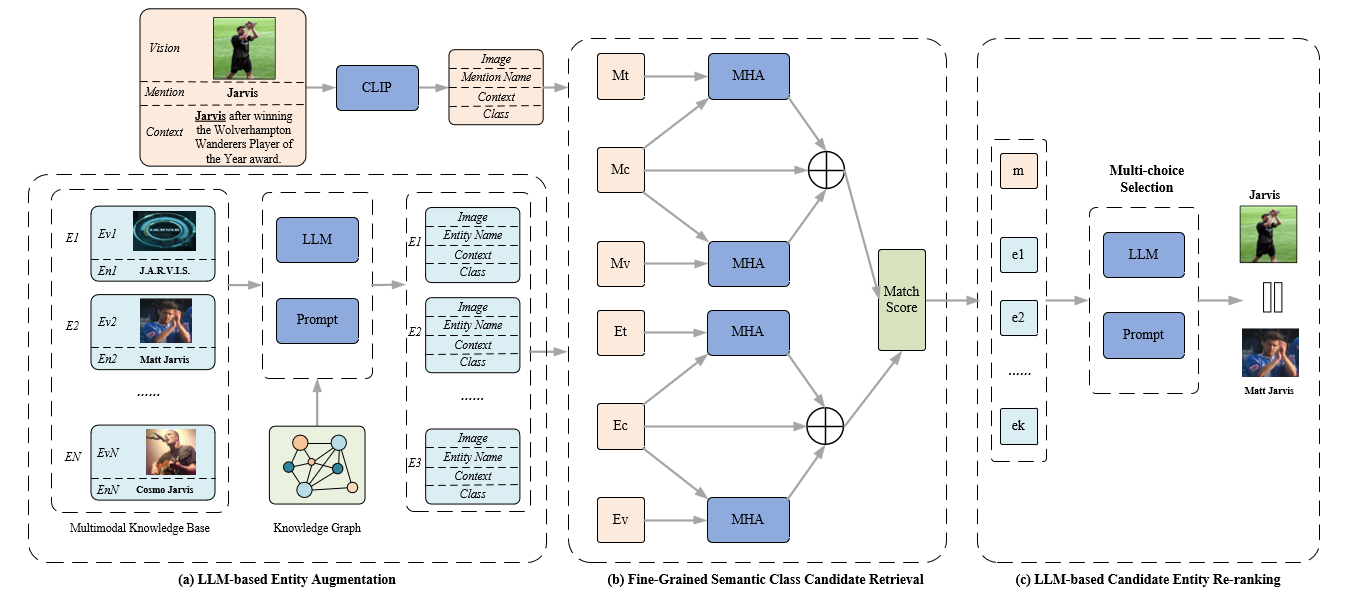 Vision
Mention
Jarvis
Context
Jarvis after winning
the Wolverhampton
Wanderers Player of
the Year award.
CLIP
Image
Mention Name
Context
Class
E1
Ev1
En1
J.A.R.V.I.S.
E2
Ev2
En2
Matt Jarvis
......
EN
EvN
EnN
Cosmo Jarvis
Multimodal Knowledge Base
LLM
Prompt
Knowledge Graph
E1
Image
Entity Name
Context
Class
E2
Image
Entity Name
Context
Class
......
E3
Image
Entity Name
Context
Class
(a) LLM-based Entity Augmentation
Mt
MHA
Mc
Mv
MHA
Et
MHA
Ec
Ev
MHA
Match
Score
(b) Fine-Grained Semantic Class Candidate Retrieval
m
e1
e2
......
ek
Multi-choice
Selection
LLM
Prompt
Jarvis
Matt Jarvis
(c) LLM-based Candidate Entity Re-ranking